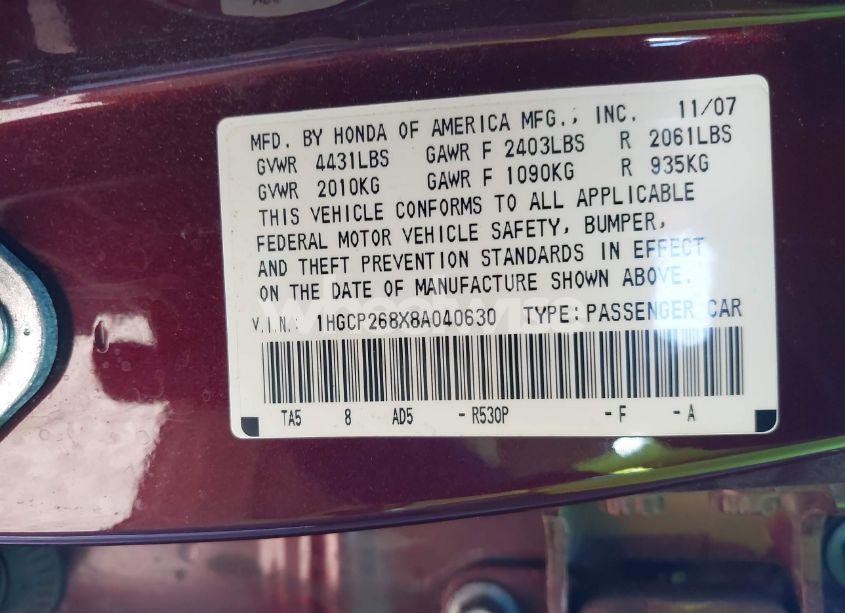 MFD. BY HONDA OF AMERICA MFG., INC. 11/07
GVWR 4431LBS GAWR F 2403LBS R 2061LBS
GVWR 2010KG GAWR F 1090KG R 935KG
THIS VEHICLE CONFORMS TO ALL APPLICABLE
FEDERAL MOTOR VEHICLE SAFETY, BUMPER,
AND THEFT PREVENTION STANDARDS IN EFFECT
ON THE DATE OF MANUFACTURE SHOWN ABOVE.
V.I.N.: 1HGCP268X8A040630 TYPE:PASSENGER CAR
TA5 8 AD5 -R530P -F -A